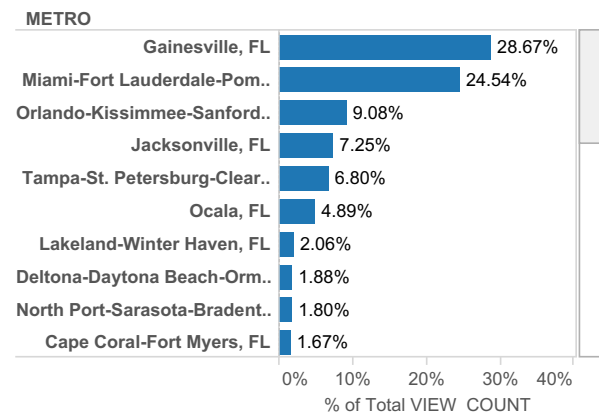 METRO
Gainesville, FL 28.67%
Miami-Fort Lauderdale-Pom.. 24.54%
Orlando-Kissimmee-Sanford.. 9.08%
Jacksonville, FL 7.25%
Tampa-St. Petersburg-Clear.. 6.80%
Ocala, FL 4.89%
Lakeland-Winter Haven, FL 2.06%
Deltona-Daytona Beach-Orm.. 1.88%
North Port-Sarasota-Bradent.. 1.80%
Cape Coral-Fort Myers, FL 1.67%
0% 10% 20% 30% 40%
% of Total VIEW_COUNT